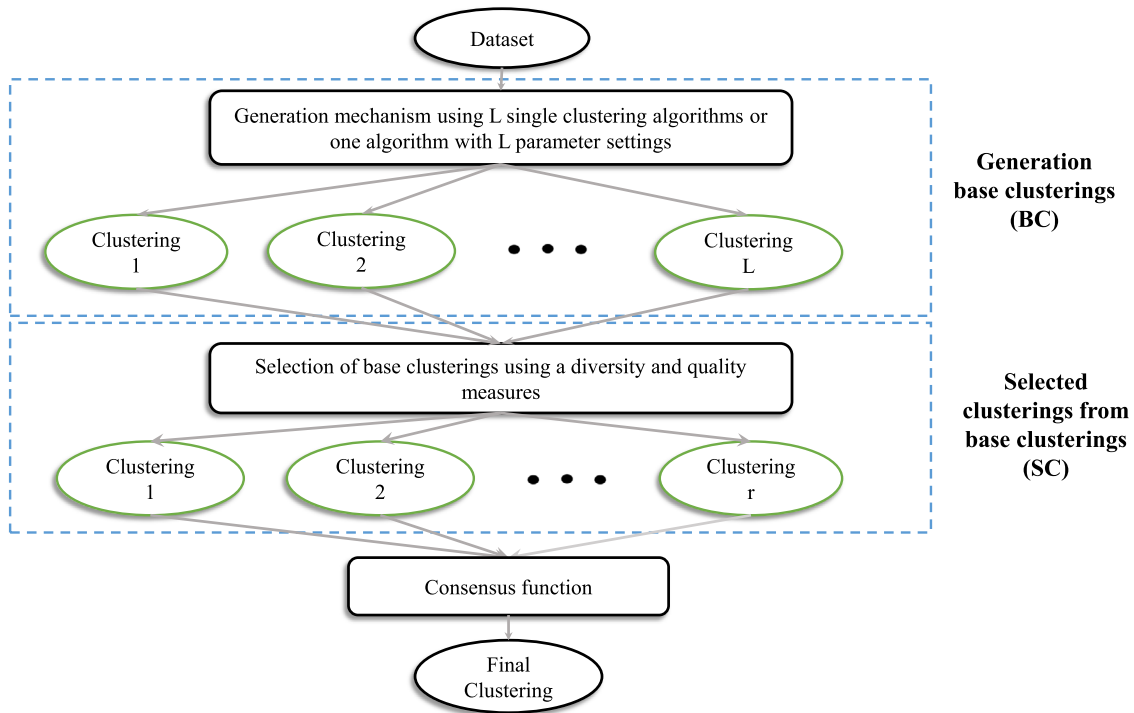 Dataset
Generation mechanism using L single clustering algorithms or
one algorithm with L parameter settings
Generation
base clusterings
(BC)
Clustering
1
Clustering
2
Clustering
L
Selection of base clusterings using a diversity and quality
measures
Selected
clusterings from
base clusterings
(SC)
Clustering
1
Clustering
2
Clustering
r
Consensus function
Final
Clustering